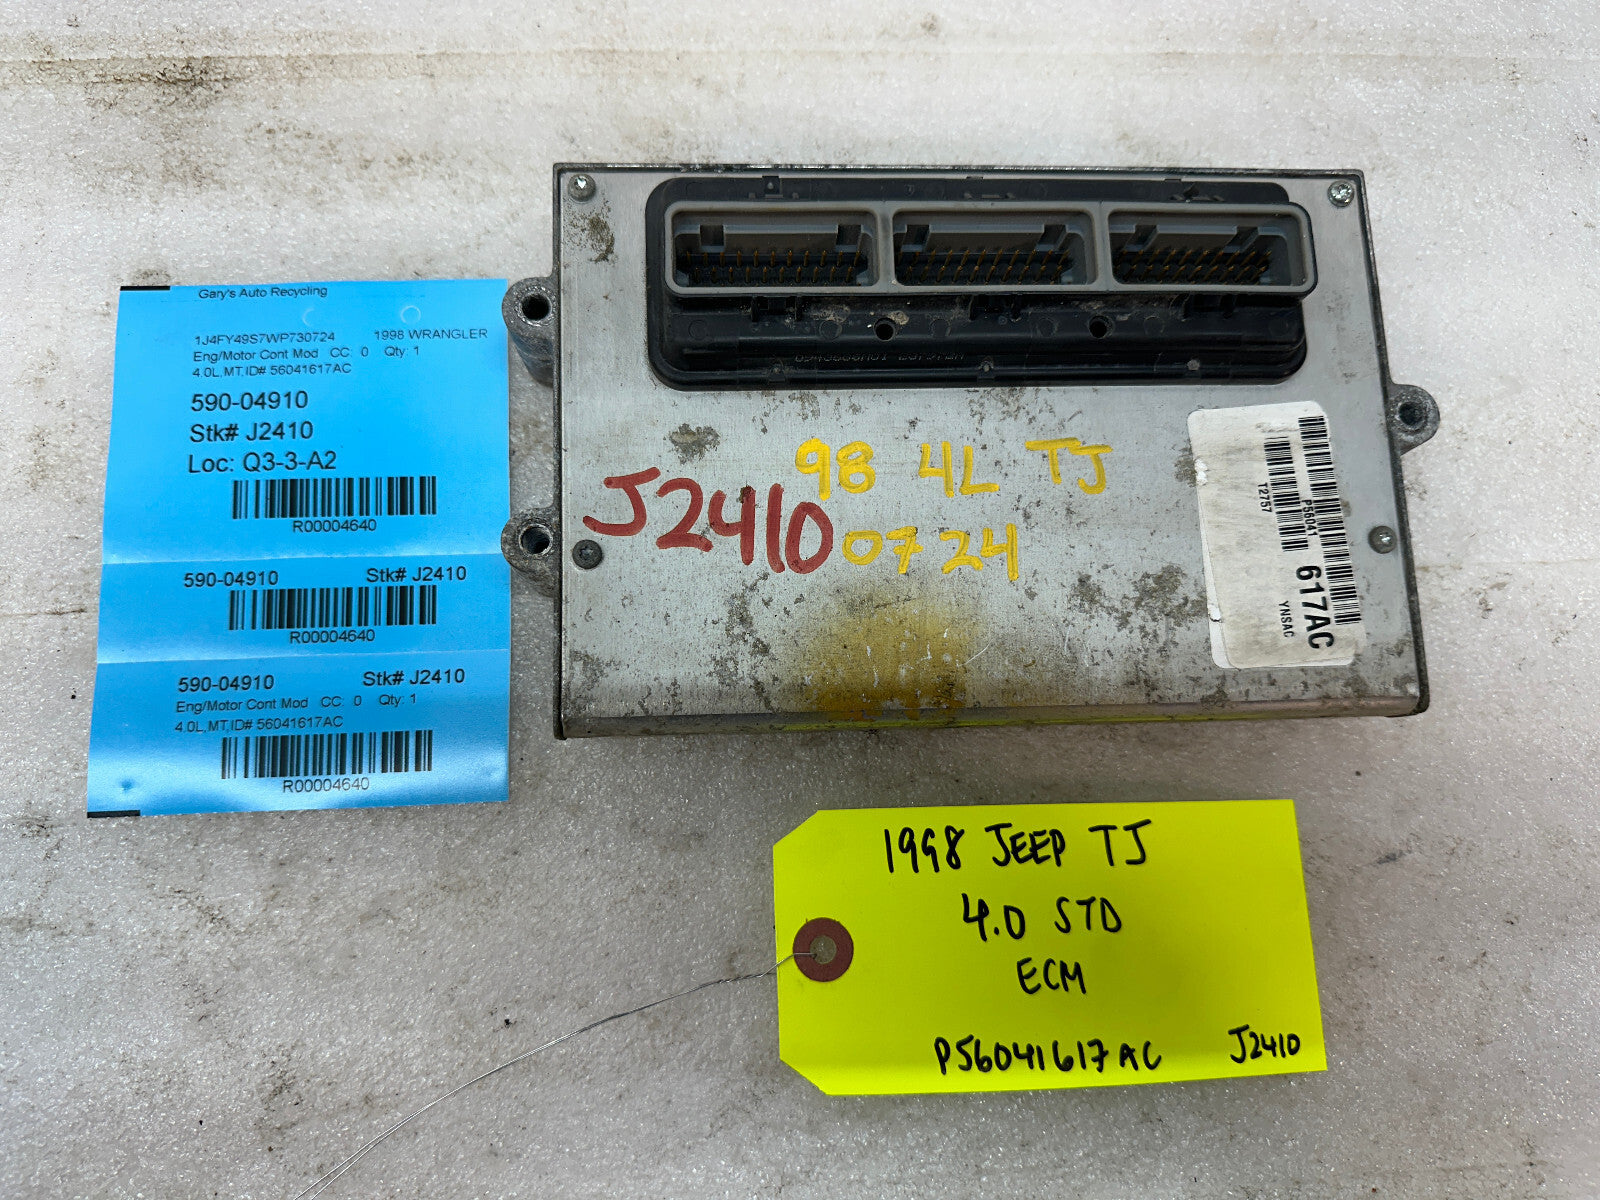 Gary's Auto Recycling
1J4FY49S7WP730724 1998 WRANGLER
Eng/Motor Cont Mod CC: 0 Qty: 1
4.0L,MT,ID# 56041617AC
590-04910
Stk# J2410
Loc: Q3-3-A2
R00004640
590-04910 Stk# J2410
R00004640
590-04910 Stk# J2410
Eng/Motor Cont Mod CC: 0 Qty: 1
4.0L,MT,ID# 56041617AC
R00004640
98 4L TJ
J2410
0724
P56041 617AC
T2757 YNSAC
1998 JEEP TJ
4.0 STD
ECM
P56041617AC J2410